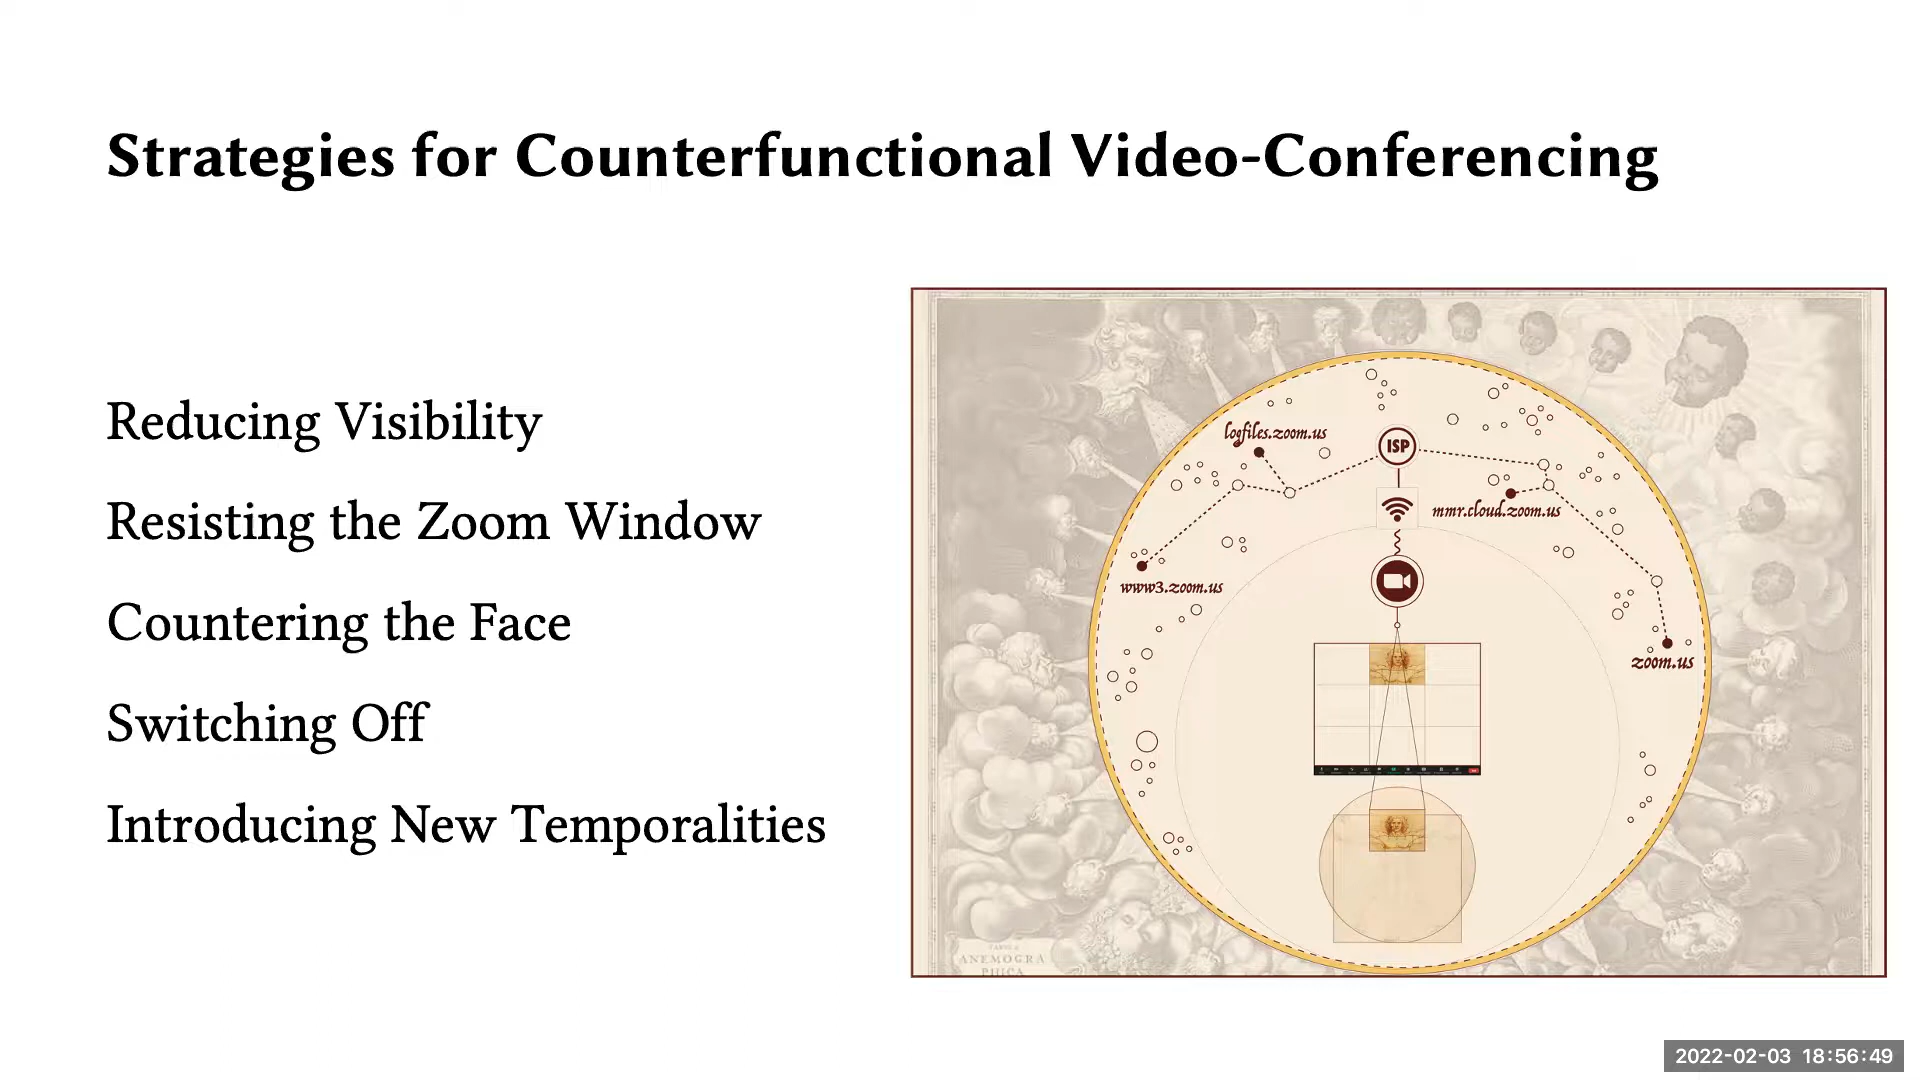 Strategies for Counterfunctional Video-Conferencing
Reducing Visibility
Resisting the Zoom Window
Countering the Face
Switching Off
Introducing New Temporalities
logfiles.zoom.us
ISP
mmr.cloud.zoom.us
www3.zoom.us
zoom.us
TABULA
ANEMOGRA
PHICA
2022-02-03 18:56:49